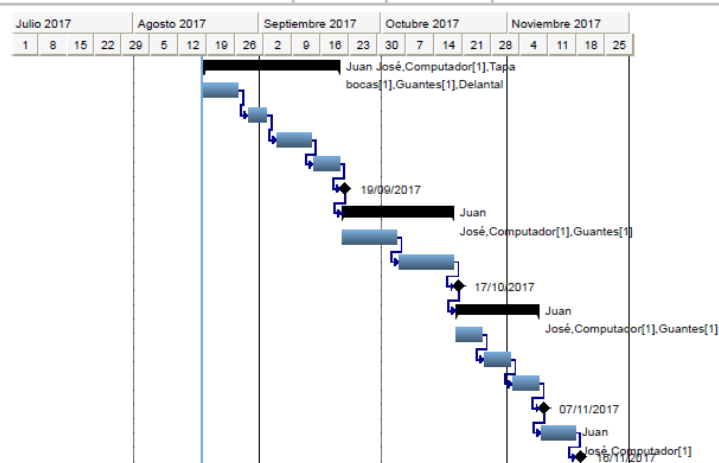 Julio 2017 Agosto 2017 Septiembre 2017 Octubre 2017 Noviembre 2017
1 8 15 22 29 5 12 19 26 2 9 16 23 30 7 14 21 28 4 11 18 25
Juan José,Computador[1],Tapa
bocas[1],Guantes[1],Delantal
19/09/2017
Juan
José,Computador[1],Guantes[1]
17/10/2017
Juan
José,Computador[1],Guantes[1]
07/11/2017
Juan
José,Computador[1]
16/11/2017